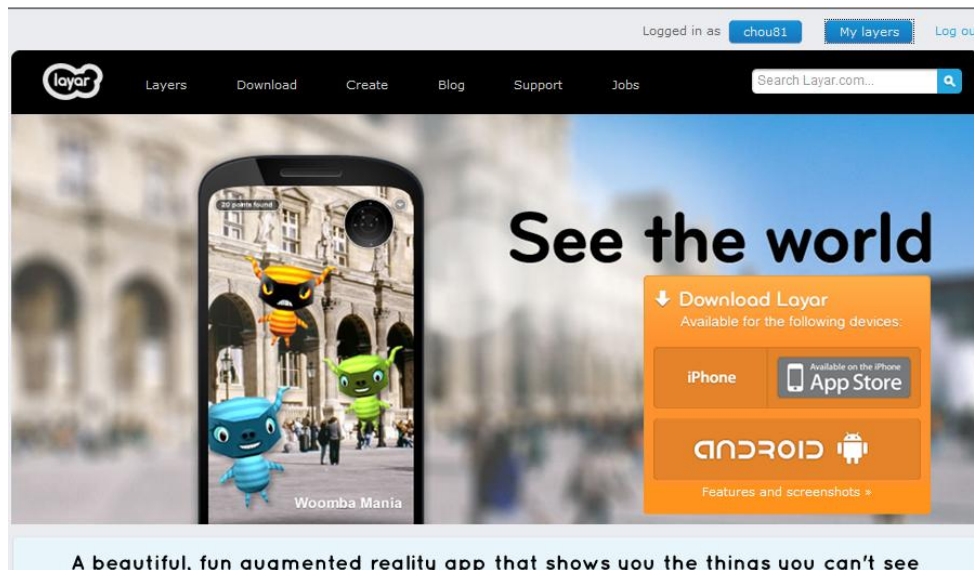 Logged in as chou81 My layers Log ou
layar Layers Download Create Blog Support Jobs Search Layar.com...
20 points found
See the world
Download Layar
Available for the following devices:
iPhone Available on the iPhone
App Store
ANDROID
Features and screenshots »
Woomba Mania
A beautiful, fun augmented reality app that shows you the things you can't see